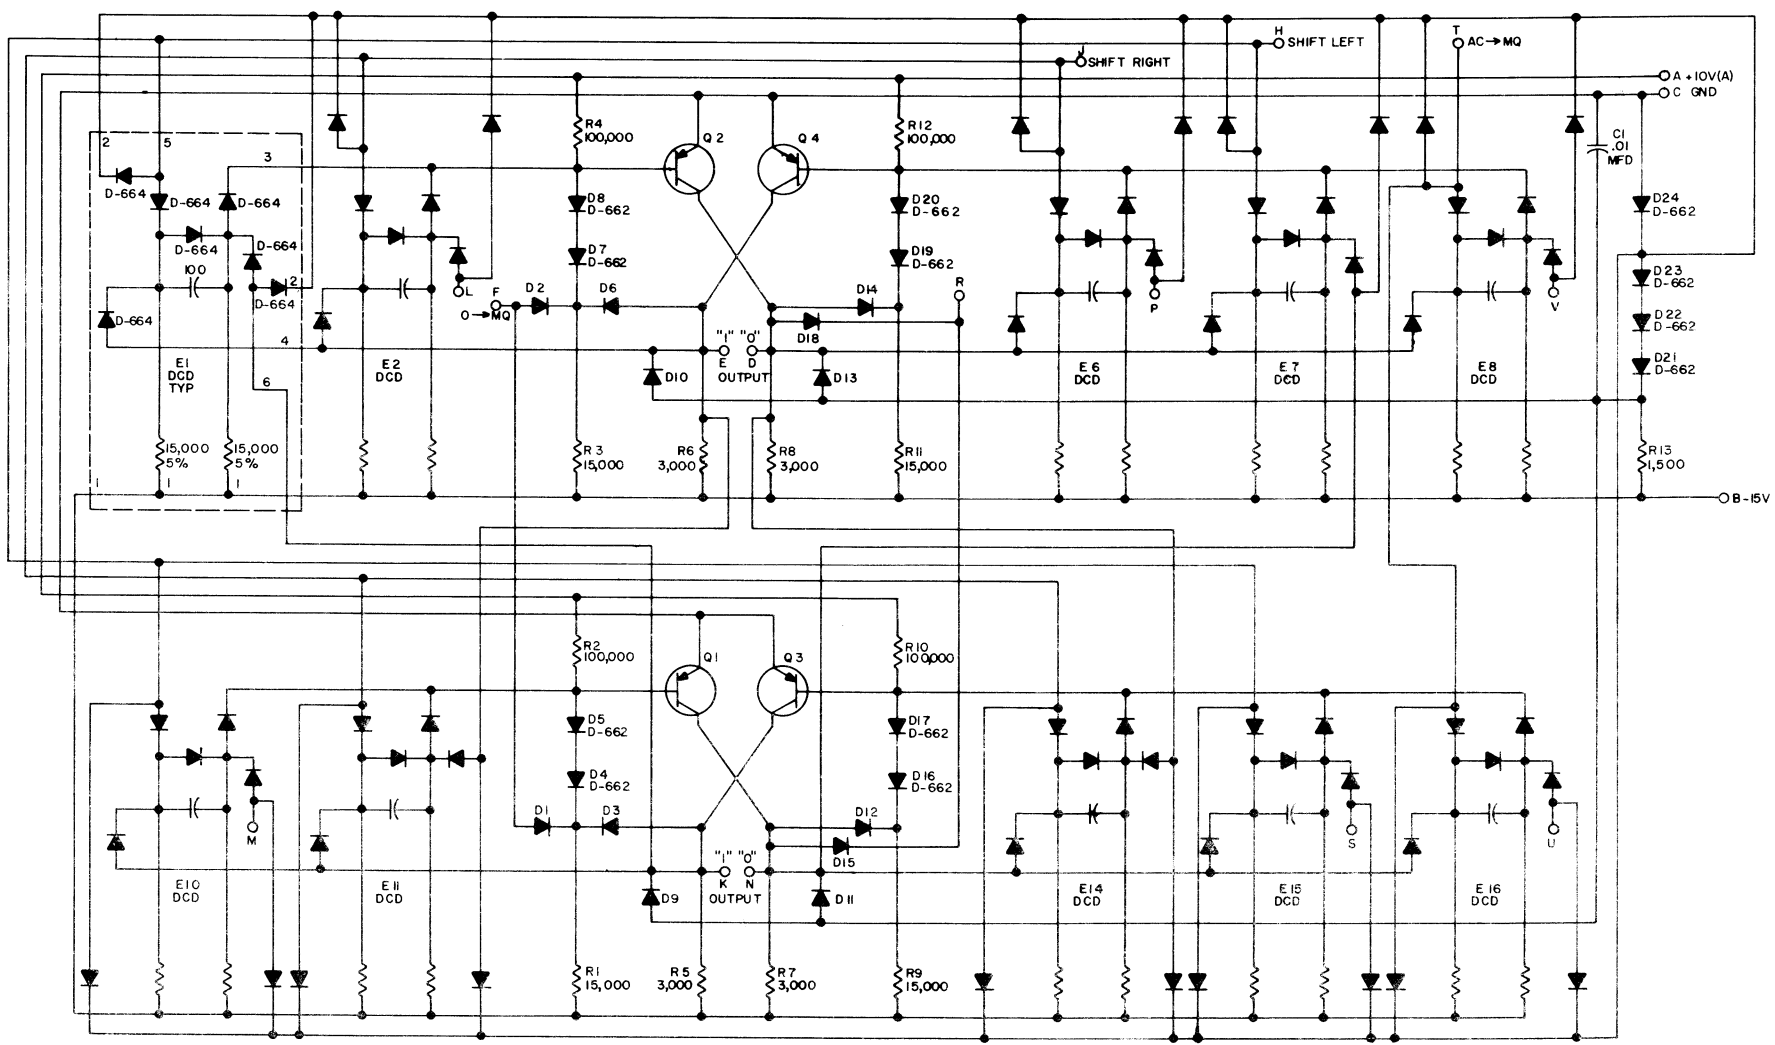 H
SHIFT LEFT
T
AC→MQ
J
SHIFT RIGHT
A +10V(A)
C GND
2
5
3
R4
100,000
Q2
Q4
R12
100,000
C1
.01
MFD
D-664
D-664
D-664
D8
D-662
D20
D-662
D24
D-662
D-664
D-664
D7
D-662
D19
D-662
100
2
D-664
L
F
O→MQ
D2
D6
D14
R
P
V
D23
D-662
D-664
D18
D22
D-662
4
"1"
"0"
E
D
OUTPUT
E1
DCD
TYP
E2
DCD
D10
D13
E6
DCD
E7
DCD
E8
DCD
D21
D-662
6
15,000
5%
15,000
5%
R3
15,000
R6
3,000
R8
3,000
R11
15,000
R13
1,500
1
1
1
B-15V
R2
100,000
Q1
Q3
R10
100,000
D5
D-662
D17
D-662
D4
D-662
D16
D-662
D1
D3
D12
M
D15
S
U
"1"
"0"
K
N
OUTPUT
E10
DCD
E11
DCD
D9
D11
E14
DCD
E15
DCD
E16
DCD
R1
15,000
R5
3,000
R7
3,000
R9
15,000